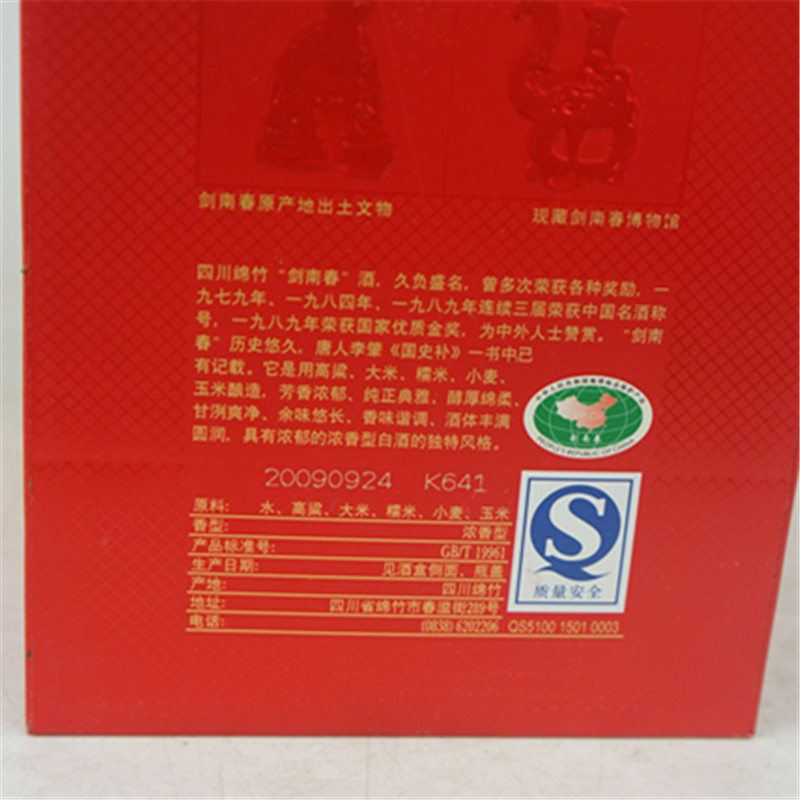 剑南春原产地出土文物
现藏剑南春博物馆
四川绵竹“剑南春”酒，久负盛名，曾多次荣获各种奖励，一
九七九年、一九八四年、一九八九年连续三届荣获中国名酒称
号，一九八九年荣获国家优质金奖，为中外人士赞赏。“剑南
春”历史悠久，唐人李肇《国史补》一书中已
有记载。它是用高粱、大米、糯米、小麦、
玉米酿造，芳香浓郁、纯正典雅、醇厚绵柔、
甘洌爽净、余味悠长、香味谐调、酒体丰满
圆润，具有浓郁的浓香型白酒的独特风格。
PEOPLE'S REPUBLIC OF CHINA
20090924 K641
原料: 水、高粱、大米、糯米、小麦、玉米
香型: 浓香型
产品标准号: GB/T 19961
生产日期: 见酒盒侧面、瓶盖
产地: 四川绵竹
地址: 四川省绵竹市春溢街289号
电话: (0838) 6202206
质量安全
QS5100 1501 0003